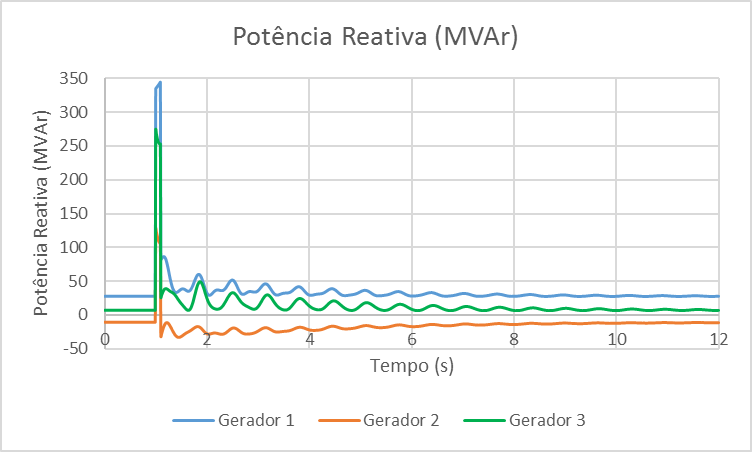 Potência Reativa (MVAr)
Potência Reativa (MVAr)
350
300
250
200
150
100
50
0
-50
0 2 4 6 8 10 12
Tempo (s)
Gerador 1 Gerador 2 Gerador 3